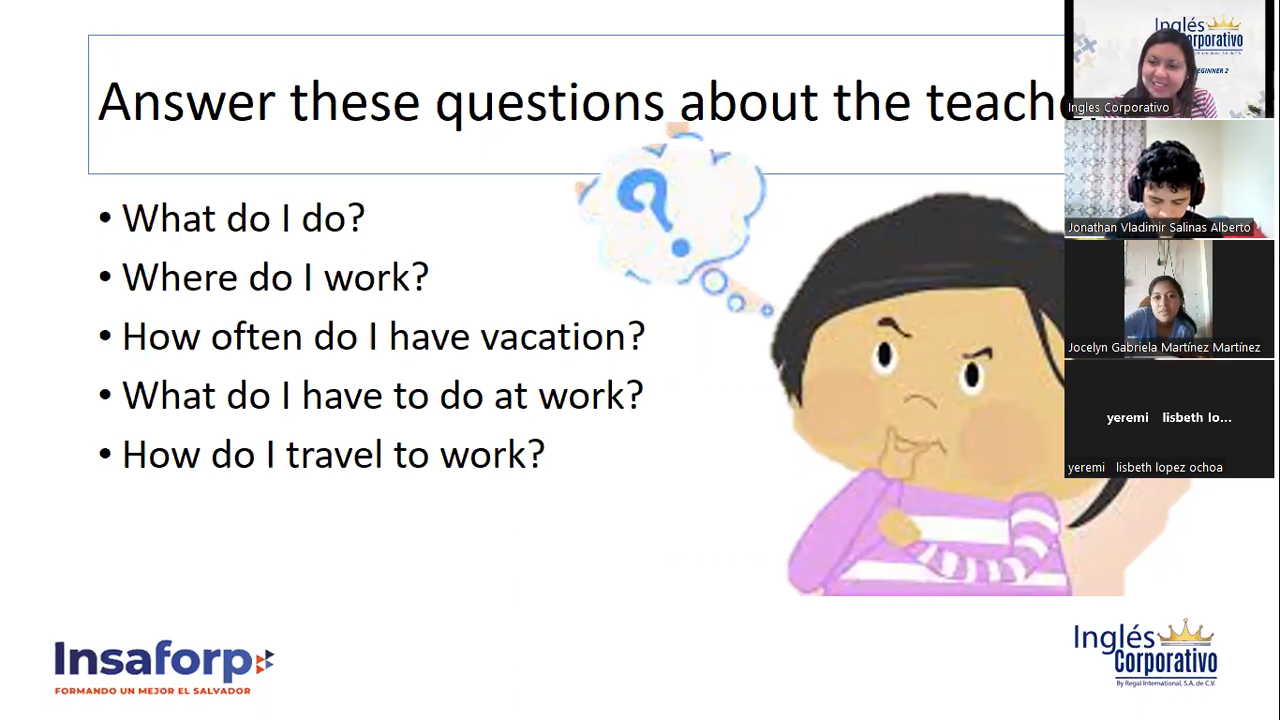 Answer these questions about the teache
• What do I do?
• Where do I work?
• How often do I have vacation?
• What do I have to do at work?
• How do I travel to work?
?
Insaforp
FORMANDO UN MEJOR EL SALVADOR
Inglés
Corporativo
By Regal International, S.A. de C.V.
Inglés
orporativo
EGINNER 2
Ingles Corporativo
Jonathan Vladimir Salinas Alberto
Jocelyn Gabriela Martínez Martínez
yeremi lisbeth lo...
yeremi lisbeth lopez ochoa